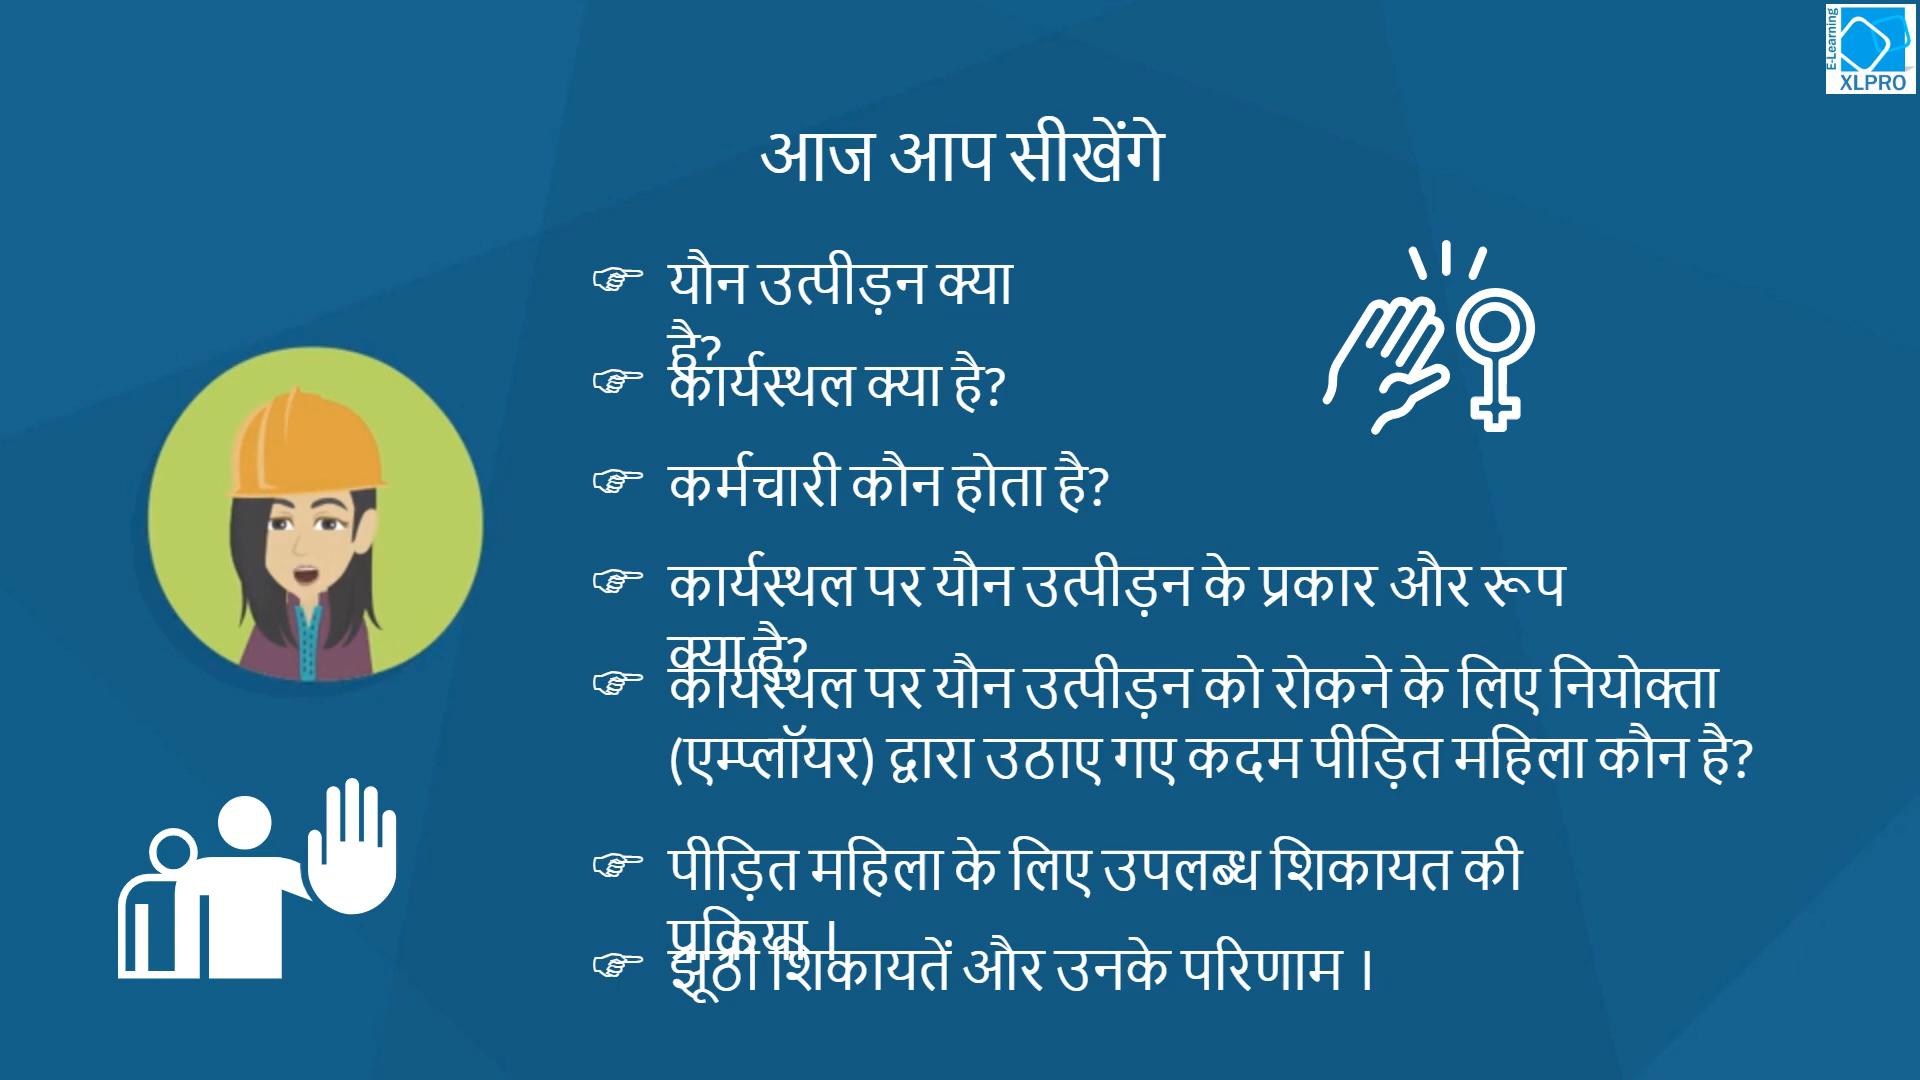 E-Learning
XLPRO
आज आप सीखेंगे
☞ यौन उत्पीड़न क्या
है?
☞ कार्यस्थल क्या है?
☞ कर्मचारी कौन होता है?
☞ कार्यस्थल पर यौन उत्पीड़न के प्रकार और रूप
क्या है?
☞ कार्यस्थल पर यौन उत्पीड़न को रोकने के लिए नियोक्ता
(एम्प्लॉयर) द्वारा उठाए गए कदम पीड़ित महिला कौन है?
☞ पीड़ित महिला के लिए उपलब्ध शिकायत की
प्रक्रिया ।
☞ झूठी शिकायतें और उनके परिणाम ।